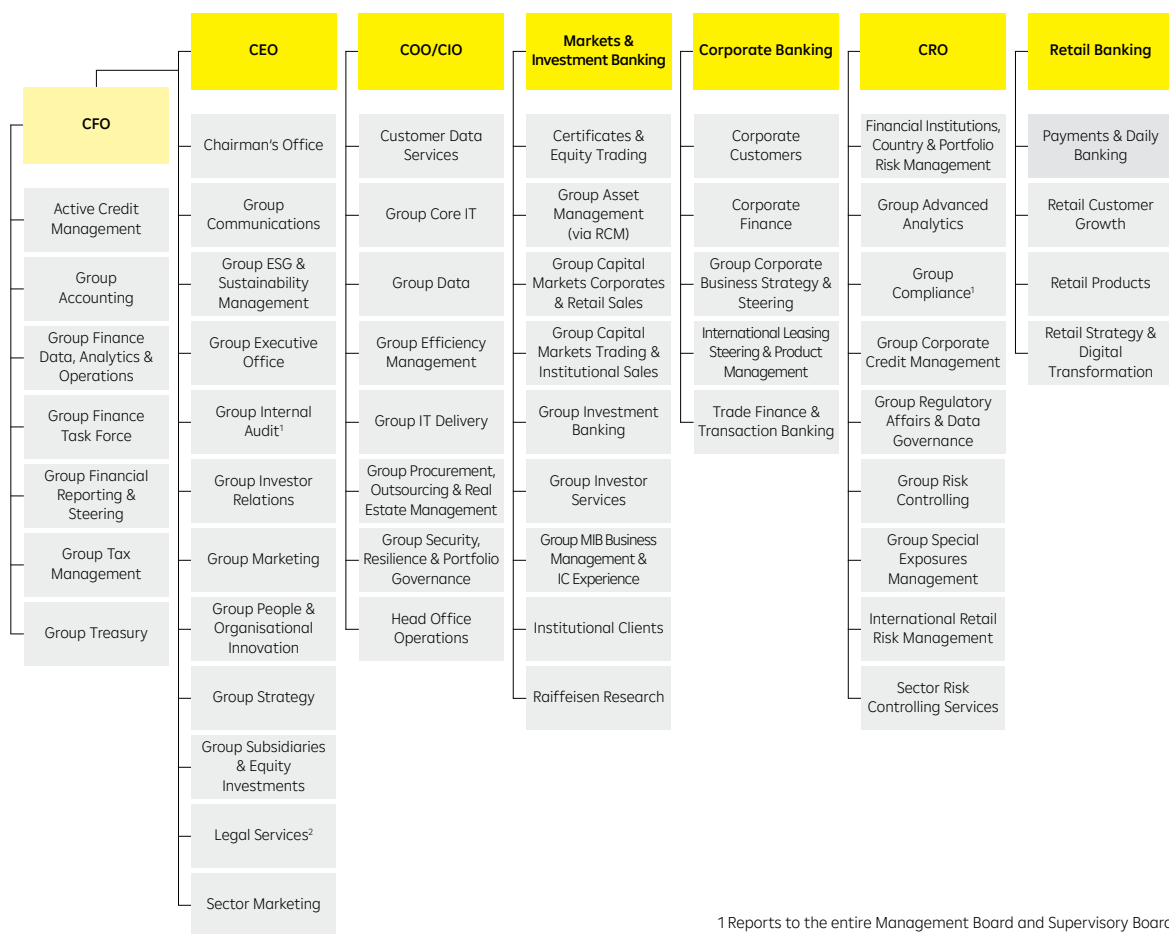 CEO
COO/CIO
Markets &
Investment Banking
Corporate Banking
CRO
Retail Banking
CFO
Active Credit
Management
Group
Accounting
Group Finance
Data, Analytics &
Operations
Group Finance
Task Force
Group Financial
Reporting &
Steering
Group Tax
Management
Group Treasury
Chairman's Office
Group
Communications
Group ESG &
Sustainability
Management
Group Executive
Office
Group Internal
Audit¹
Group Investor
Relations
Group Marketing
Group People &
Organisational
Innovation
Group Strategy
Group Subsidiaries
& Equity
Investments
Legal Services²
Sector Marketing
Customer Data
Services
Group Core IT
Group Data
Group Efficiency
Management
Group IT Delivery
Group Procurement,
Outsourcing & Real
Estate Management
Group Security,
Resilience & Portfolio
Governance
Head Office
Operations
Certificates &
Equity Trading
Group Asset
Management
(via RCM)
Group Capital
Markets Corporates
& Retail Sales
Group Capital
Markets Trading &
Institutional Sales
Group Investment
Banking
Group Investor
Services
Group MIB Business
Management &
IC Experience
Institutional Clients
Raiffeisen Research
Corporate
Customers
Corporate
Finance
Group Corporate
Business Strategy &
Steering
International Leasing
Steering & Product
Management
Trade Finance &
Transaction Banking
Financial Institutions,
Country & Portfolio
Risk Management
Group Advanced
Analytics
Group
Compliance¹
Group Corporate
Credit Management
Group Regulatory
Affairs & Data
Governance
Group Risk
Controlling
Group Special
Exposures
Management
International Retail
Risk Management
Sector Risk
Controlling Services
Payments & Daily
Banking
Retail Customer
Growth
Retail Products
Retail Strategy &
Digital
Transformation
1 Reports to the entire Management Board and Supervisory Board